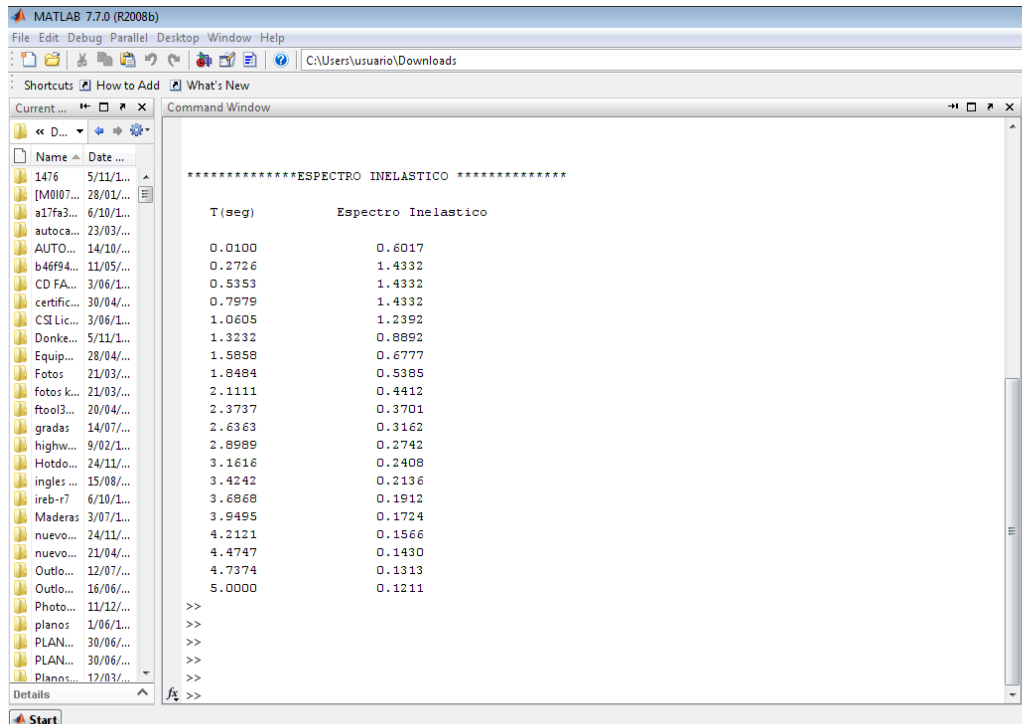 MATLAB 7.7.0 (R2008b)
File Edit Debug Parallel Desktop Window Help
C:\Users\usuario\Downloads
Shortcuts How to Add What's New
Current ...
Command Window
« D...
Name Date ...
1476 5/11/1...
[M0I07... 28/01/...
a17fa3... 6/10/1...
autoca... 23/03/...
AUTO... 14/10/...
b46f94... 11/05/...
CD FA... 3/06/1...
certific... 30/04/...
CSI Lic... 3/06/1...
Donke... 5/11/1...
Equip... 28/04/...
Fotos 21/03/...
fotos k... 21/03/...
ftool3... 20/04/...
gradas 14/07/...
highw... 9/02/1...
Hotdo... 24/11/...
ingles ... 15/08/...
ireb-r7 6/10/1...
Maderas 3/07/1...
nuevo... 24/11/...
nuevo... 21/04/...
Outlo... 12/07/...
Outlo... 16/06/...
Photo... 11/12/...
planos 1/06/1...
PLAN... 30/06/...
PLAN... 30/06/...
Planos... 12/03/...
Details
**************ESPECTRO INELASTICO **************
T(seg) Espectro Inelastico
0.0100 0.6017
0.2726 1.4332
0.5353 1.4332
0.7979 1.4332
1.0605 1.2392
1.3232 0.8892
1.5858 0.6777
1.8484 0.5385
2.1111 0.4412
2.3737 0.3701
2.6363 0.3162
2.8989 0.2742
3.1616 0.2408
3.4242 0.2136
3.6868 0.1912
3.9495 0.1724
4.2121 0.1566
4.4747 0.1430
4.7374 0.1313
5.0000 0.1211
>>
>>
>>
>>
>>
fx >>
Start